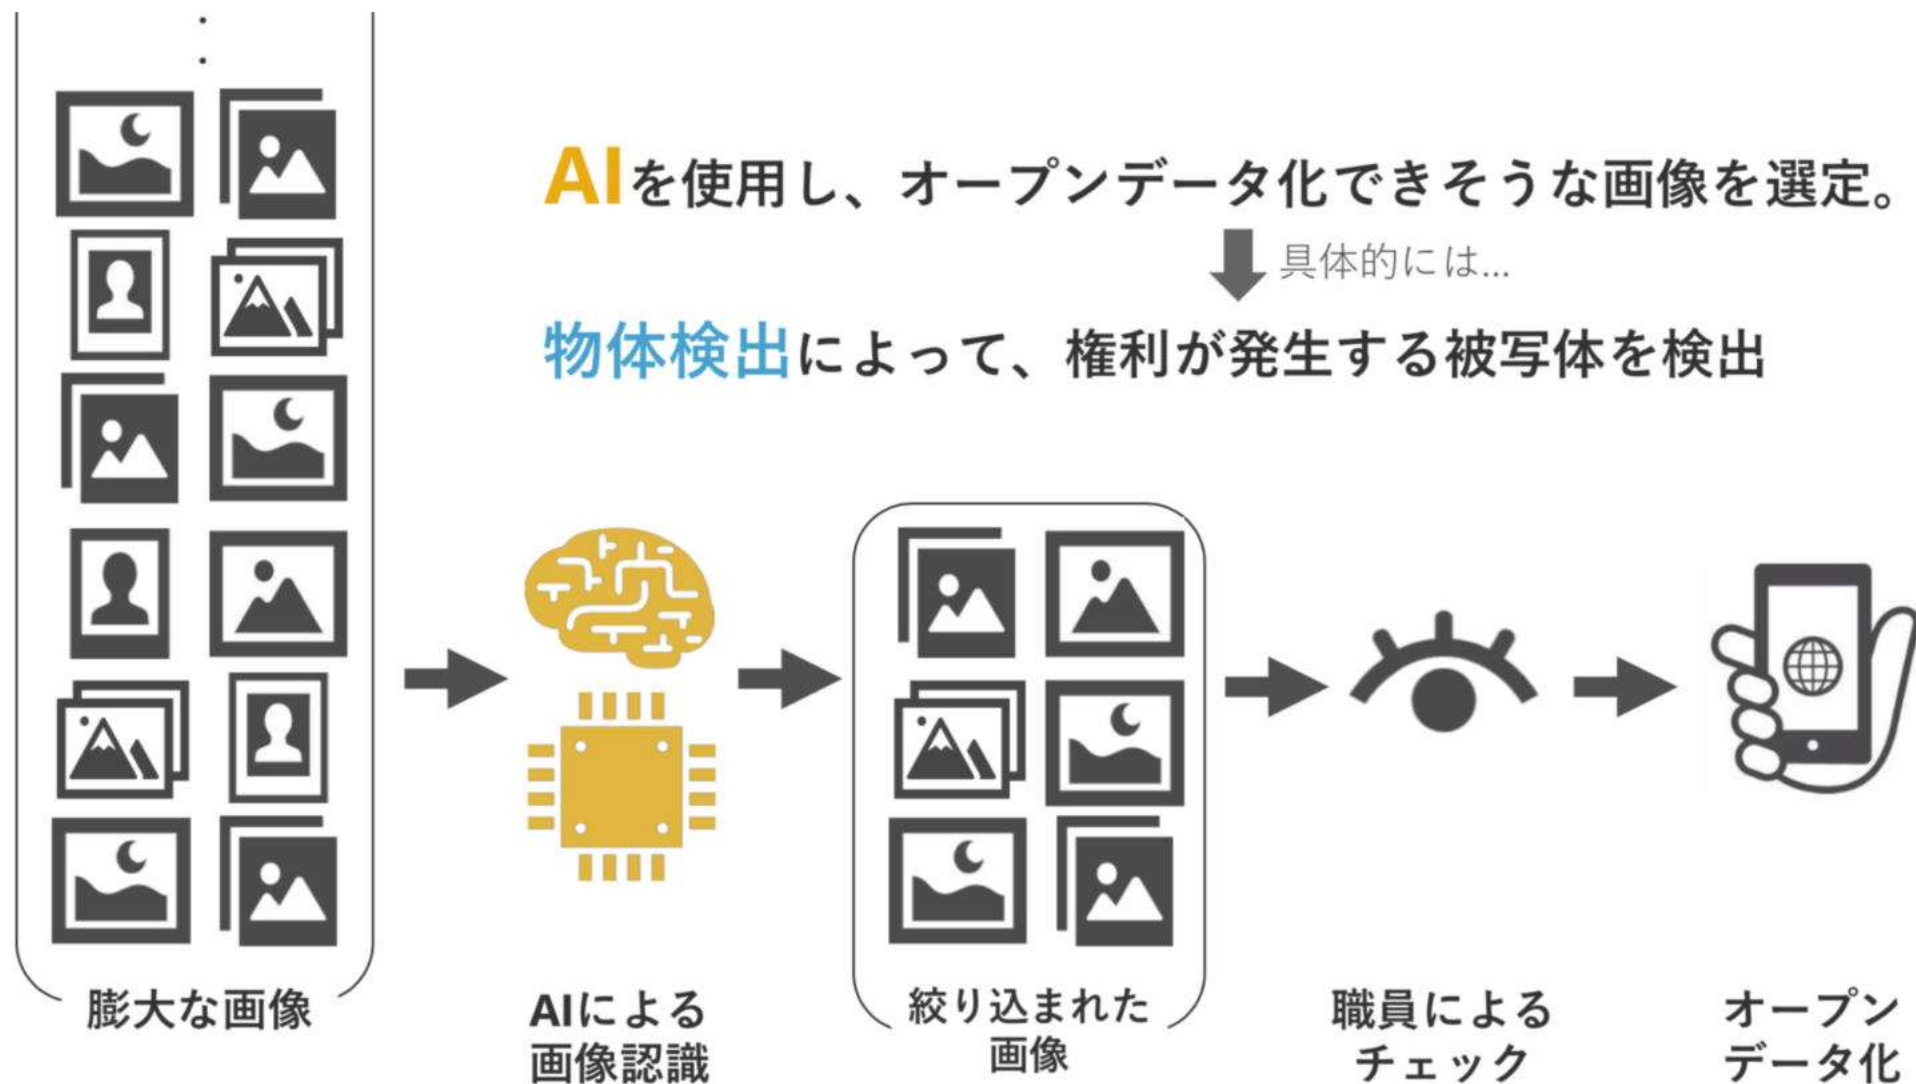 AIを使用し、オープンデータ化できそうな画像を選定。
具体的には...
物体検出によって、権利が発生する被写体を検出
膨大な画像
AIによる
画像認識
絞り込まれた
画像
職員による
チェック
オープン
データ化